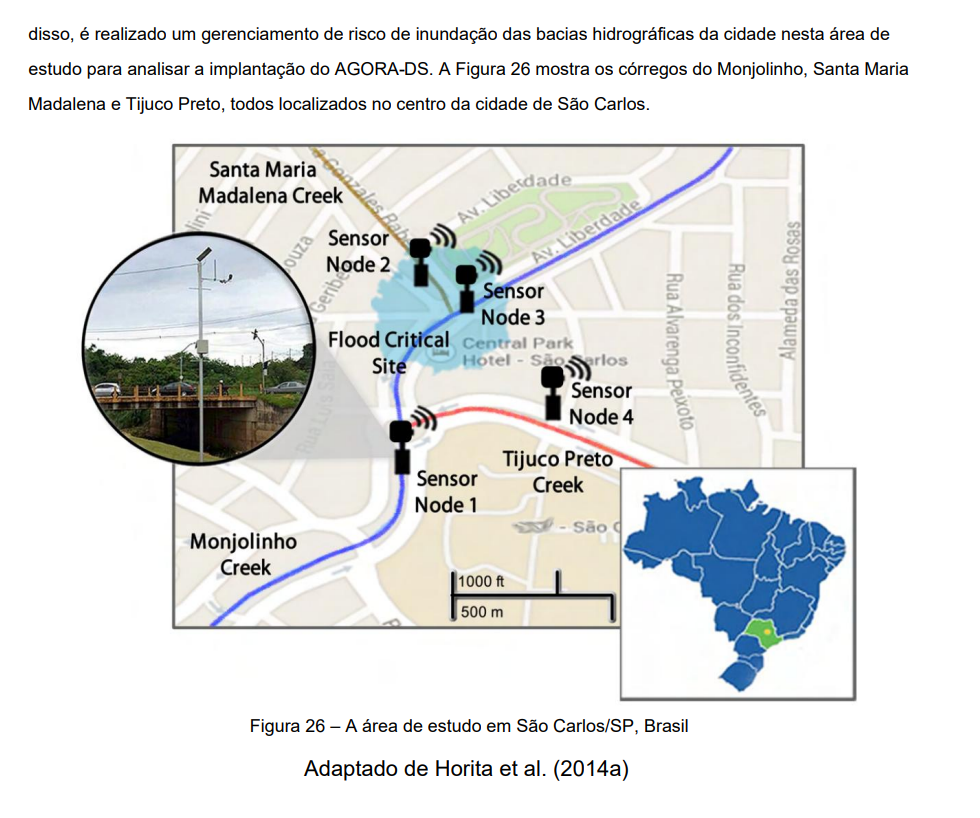 disso, é realizado um gerenciamento de risco de inundação das bacias hidrográficas da cidade nesta área de
estudo para analisar a implantação do AGORA-DS. A Figura 26 mostra os córregos do Monjolinho, Santa Maria
Madalena e Tijuco Preto, todos localizados no centro da cidade de São Carlos.
Santa Maria
Madalena Creek
Av. Liberdade
Av. Liberdade
Sensor
Node 2
Sensor
Node 3
Flood Critical
Site
Central Park
Hotel - São Carlos
Rua Alvarenga Peixoto
Rua dos Inconfidentes
Alameda das Rosas
Sensor
Node 4
Sensor
Node 1
Tijuco Preto
Creek
- São C
Monjolinho
Creek
1000 ft
500 m
Figura 26 – A área de estudo em São Carlos/SP, Brasil
Adaptado de Horita et al. (2014a)